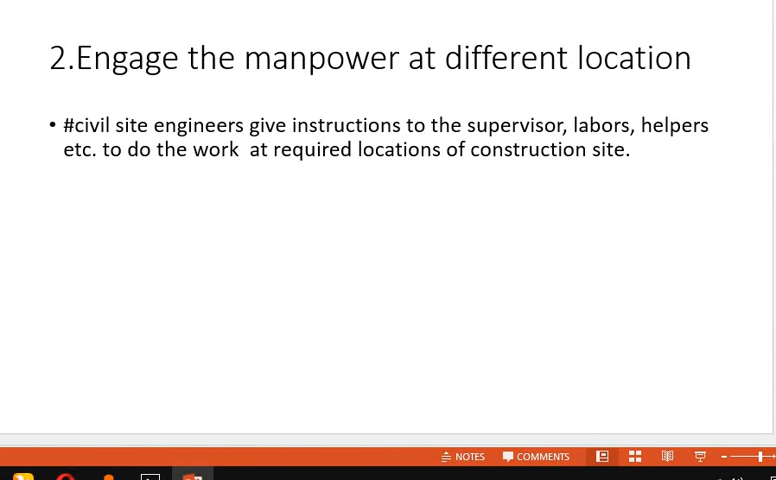 2.Engage the manpower at different location
• #civil site engineers give instructions to the supervisor, labors, helpers
etc. to do the work at required locations of construction site.
NOTES COMMENTS